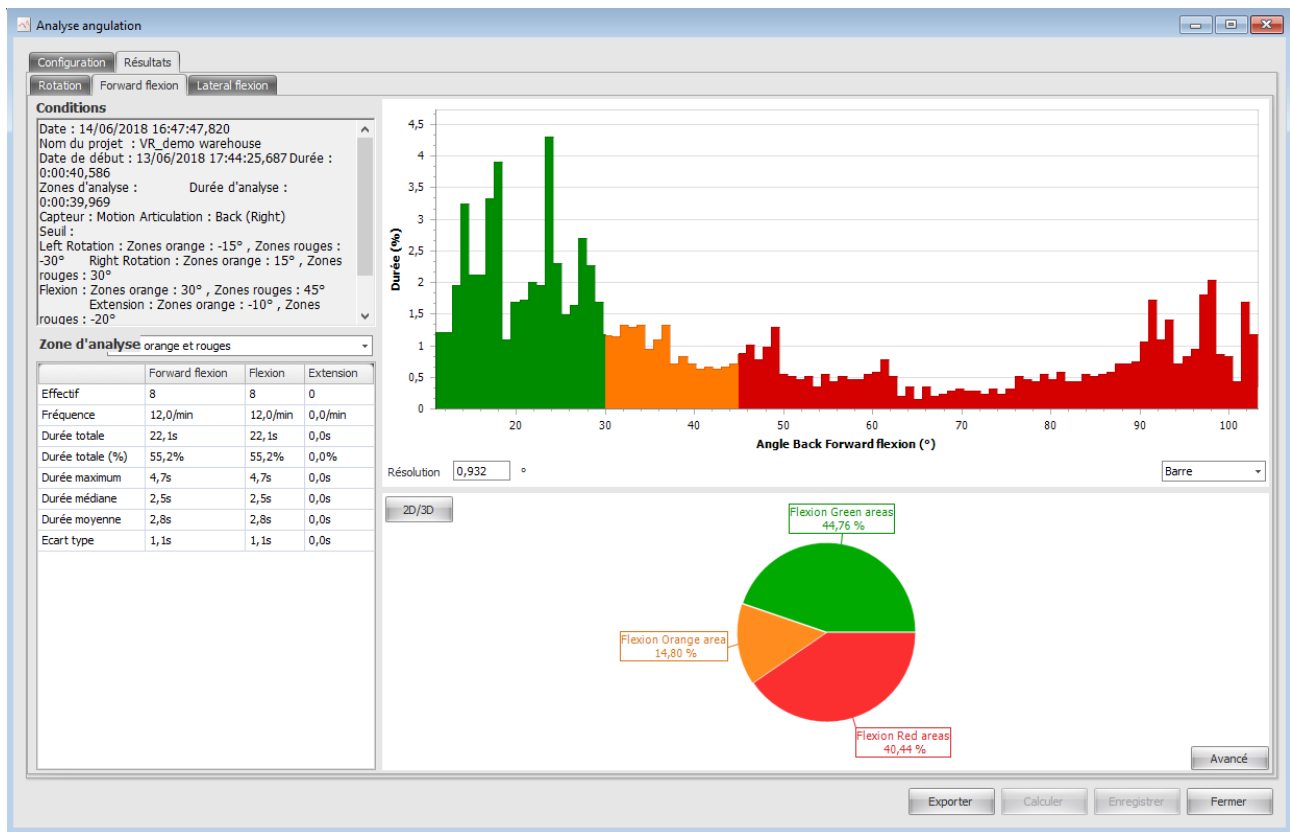 Analyse angulation
Configuration Résultats
Rotation Forward flexion Lateral flexion
Conditions
Date : 14/06/2018 16:47:47,820
Nom du projet : VR_demo warehouse
Date de début : 13/06/2018 17:44:25,687 Durée :
0:00:40,586
Zones d'analyse : Durée d'analyse :
0:00:39,969
Capteur : Motion Articulation : Back (Right)
Seuil :
Left Rotation : Zones orange : -15° , Zones rouges :
-30° Right Rotation : Zones orange : 15° , Zones
rouges : 30°
Flexion : Zones orange : 30° , Zones rouges : 45°
Extension : Zones orange : -10° , Zones
rouges : -20°
Zone d'analyse orange et rouges
Forward flexion Flexion Extension
Effectif 8 8 0
Fréquence 12,0/min 12,0/min 0,0/min
Durée totale 22,1s 22,1s 0,0s
Durée totale (%) 55,2% 55,2% 0,0%
Durée maximum 4,7s 4,7s 0,0s
Durée médiane 2,5s 2,5s 0,0s
Durée moyenne 2,8s 2,8s 0,0s
Ecart type 1,1s 1,1s 0,0s
Durée (%)
4,5
4
3,5
3
2,5
2
1,5
1
0,5
0
20 30 40 50 60 70 80 90 100
Angle Back Forward flexion (°)
Résolution 0,932 °
Barre
2D/3D
Flexion Green areas
44,76 %
Flexion Orange area
14,80 %
Flexion Red areas
40,44 %
Avancé
Exporter Calculer Enregistrer Fermer